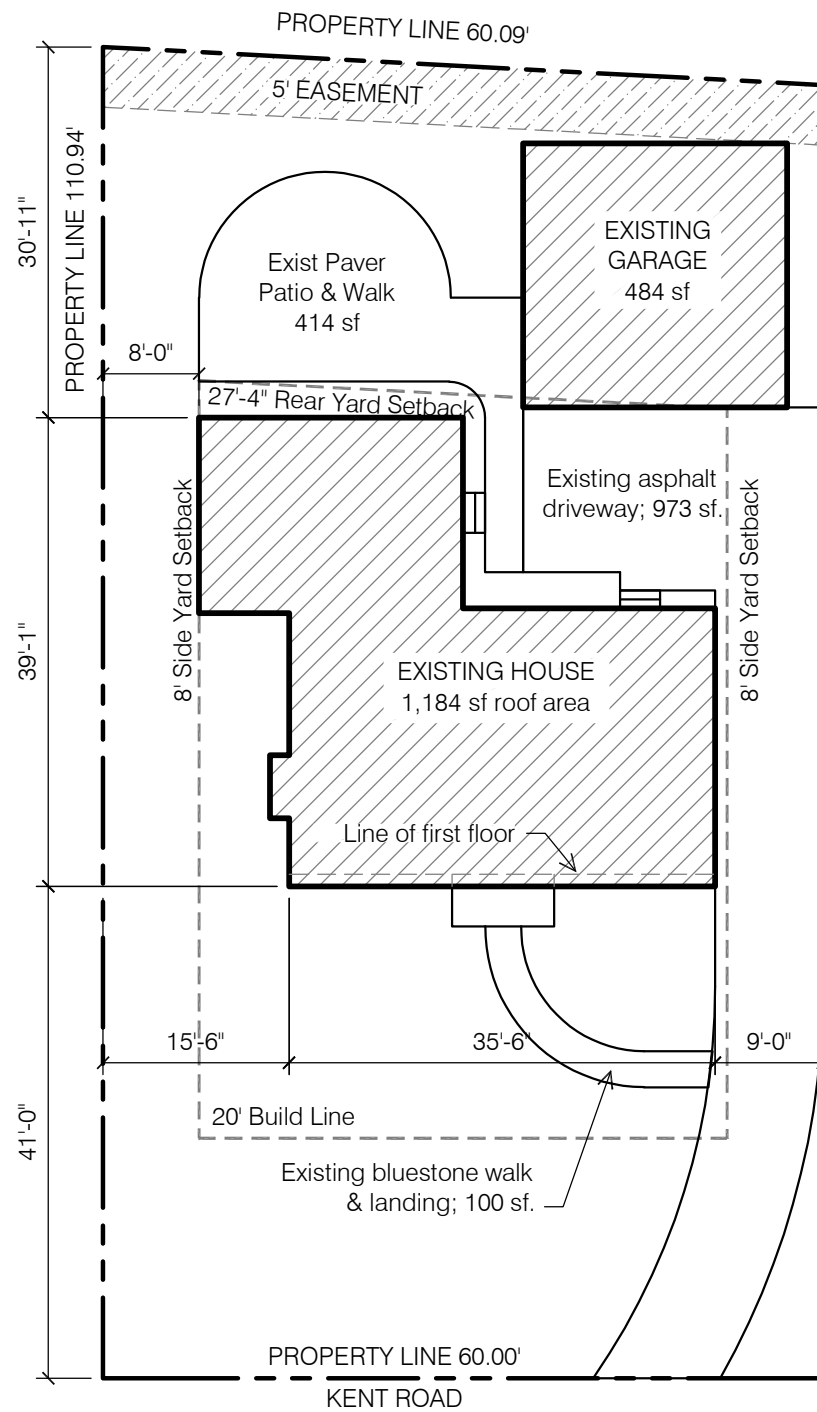 PROPERTY LINE 60.09'
5' EASEMENT
30'-11"
PROPERTY LINE 110.94'
EXISTING
GARAGE
484 sf
Exist Paver
Patio & Walk
414 sf
8'-0"
27'-4" Rear Yard Setback
Existing asphalt
driveway; 973 sf.
8' Side Yard Setback
8' Side Yard Setback
39'-1"
EXISTING HOUSE
1,184 sf roof area
Line of first floor
15'-6"
35'-6"
9'-0"
41'-0"
20' Build Line
Existing bluestone walk
& landing; 100 sf.
PROPERTY LINE 60.00'
KENT ROAD